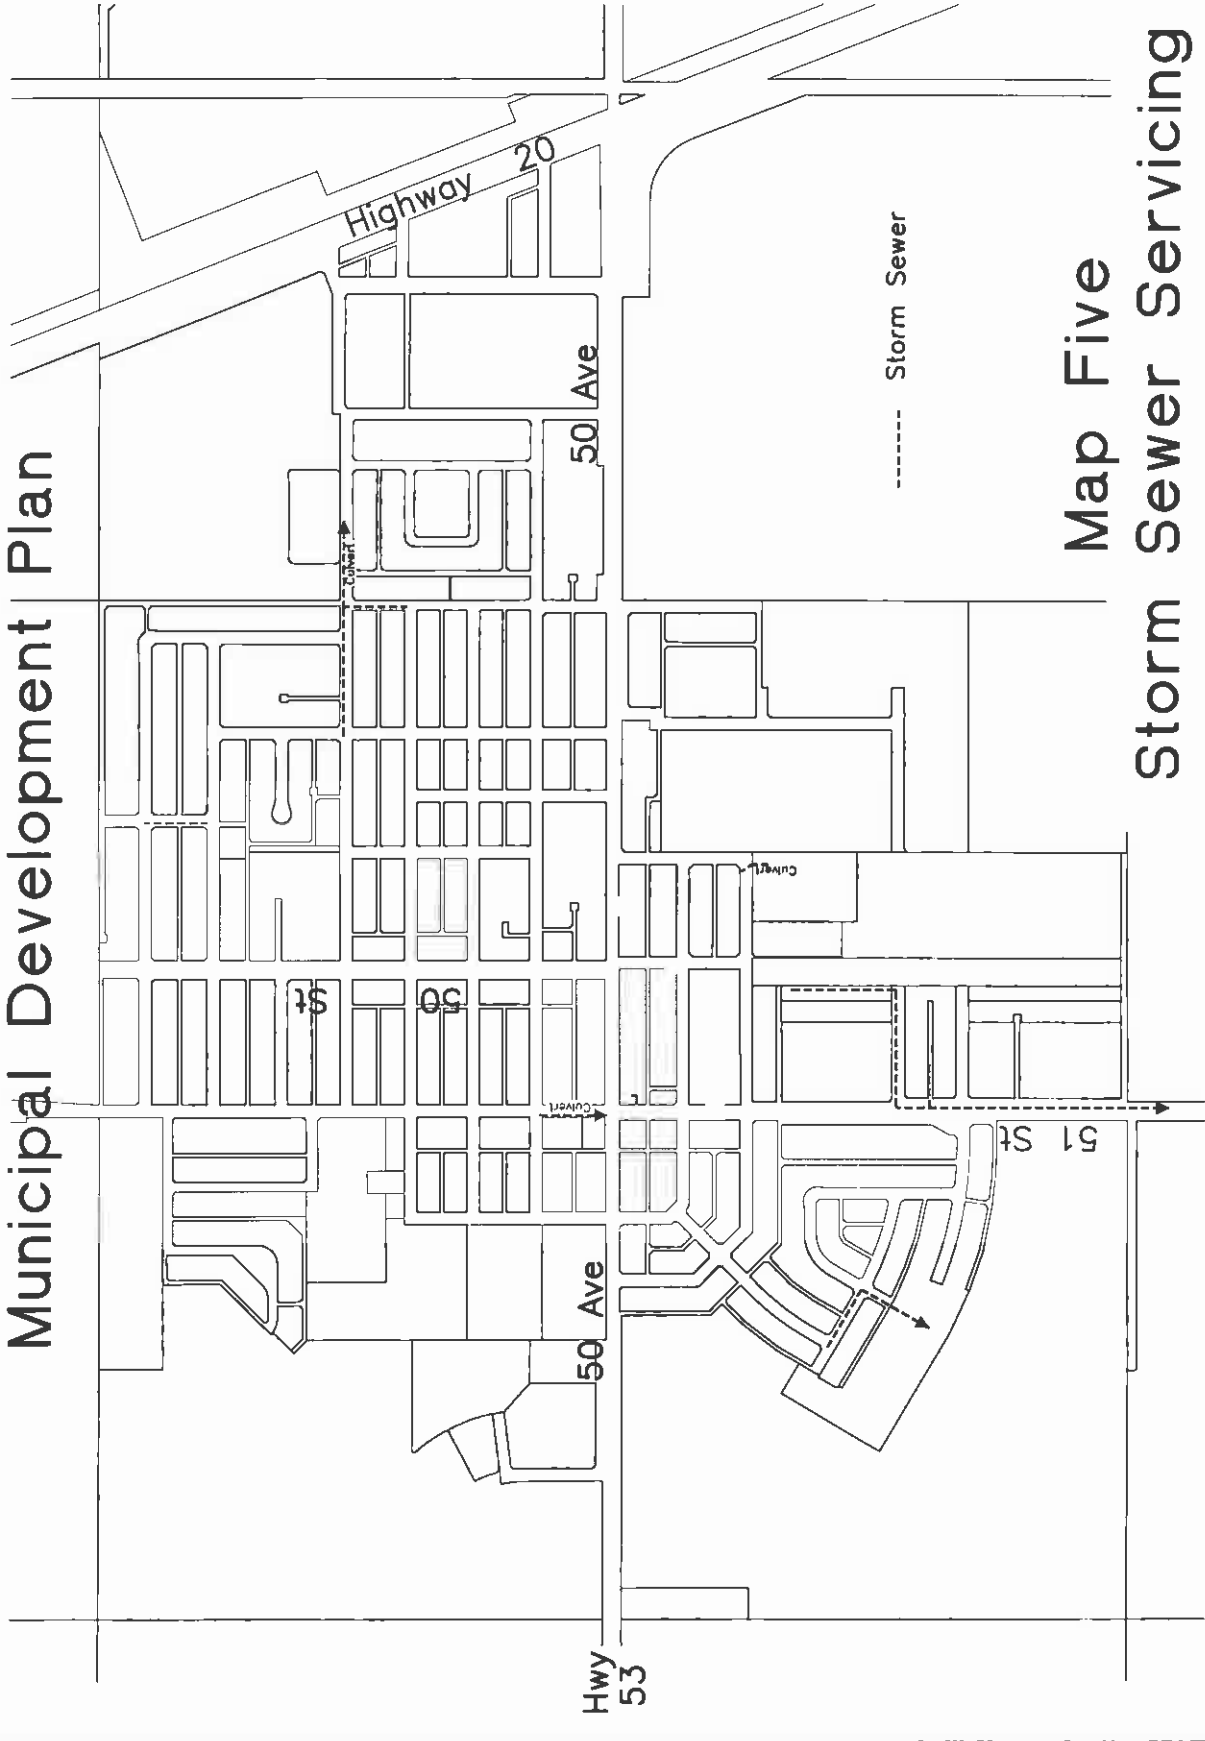 Municipal Development Plan
Highway 20
50 Ave
Culvert
Storm Sewer
Map Five
Storm Sewer Servicing
Culvert
50 St
Culvert
51 St
50 Ave
Hwy
53